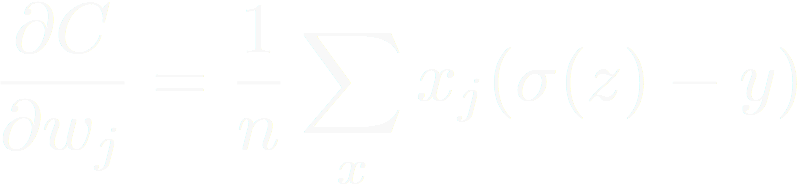 ∂C/∂w_j = 1/n ∑_x x_j(σ(z) − y)